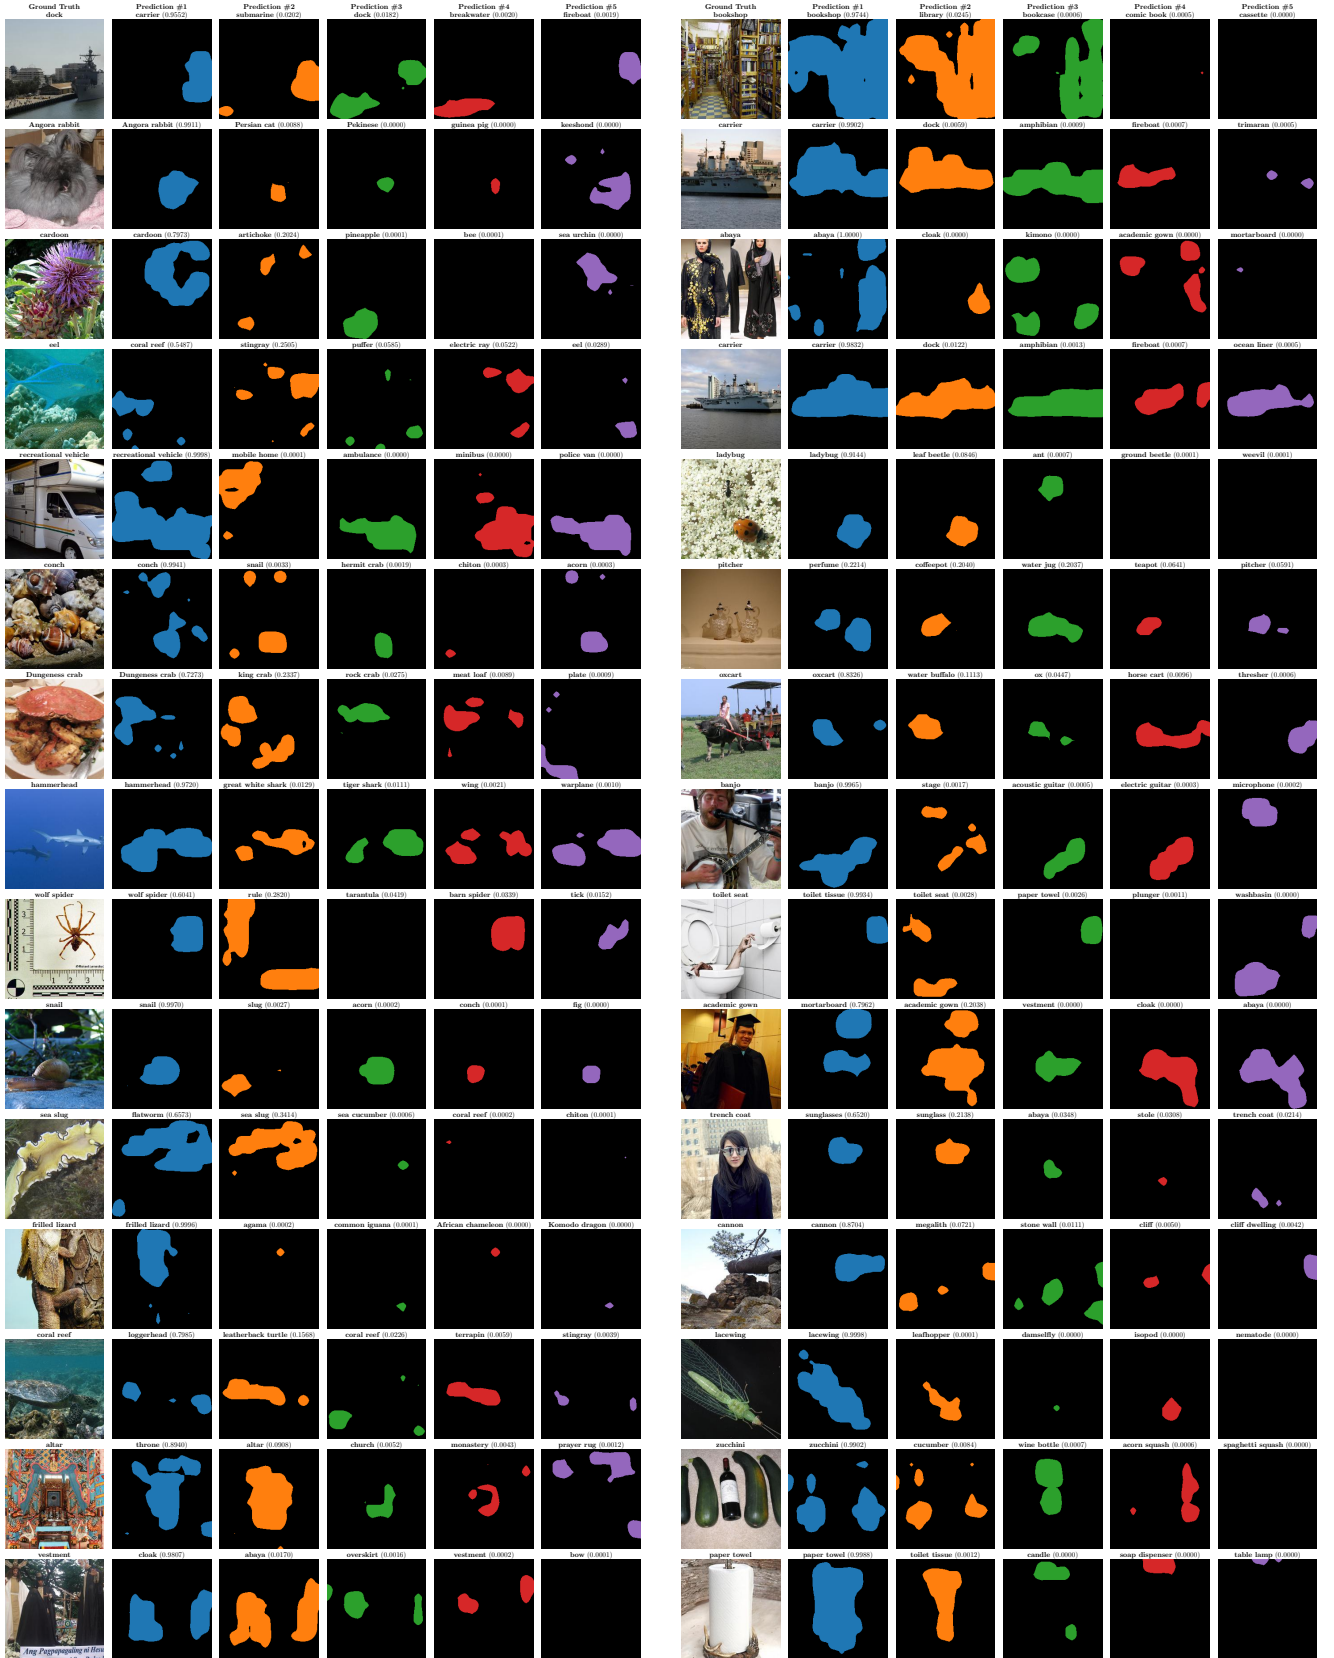 Ground Truth Prediction #1 Prediction #2 Prediction #3 Prediction #4 Prediction #5 Ground Truth Prediction #1 Prediction #2 Prediction #3 Prediction #4 Prediction #5
dock carrier (0.9552) submarine (0.0202) dock (0.0182) breakwater (0.0020) fireboat (0.0019) bookshop bookshop (0.9744) library (0.0245) bookcase (0.0006) comic book (0.0005) cassette (0.0000)
Angora rabbit Angora rabbit (0.9911) Persian cat (0.0088) Pekinese (0.0000) guinea pig (0.0000) keeshond (0.0000) carrier carrier (0.9902) dock (0.0059) amphibian (0.0009) fireboat (0.0007) trimaran (0.0005)
cardoon cardoon (0.7973) artichoke (0.2024) pineapple (0.0001) bee (0.0001) sea urchin (0.0000) abaya abaya (1.0000) cloak (0.0000) kimono (0.0000) academic gown (0.0000) mortarboard (0.0000)
eel coral reef (0.5487) stingray (0.2505) puffer (0.0585) electric ray (0.0522) eel (0.0289) carrier carrier (0.9832) dock (0.0122) amphibian (0.0013) fireboat (0.0007) ocean liner (0.0005)
recreational vehicle recreational vehicle (0.9998) mobile home (0.0001) ambulance (0.0000) minibus (0.0000) police van (0.0000) ladybug ladybug (0.9144) leaf beetle (0.0846) ant (0.0007) ground beetle (0.0001) weevil (0.0001)
conch conch (0.9941) snail (0.0033) hermit crab (0.0019) chiton (0.0003) acorn (0.0003) pitcher perfume (0.2214) coffeepot (0.2040) water jug (0.2037) teapot (0.0641) pitcher (0.0591)
Dungeness crab Dungeness crab (0.7273) king crab (0.2337) rock crab (0.0275) meat loaf (0.0089) plate (0.0009) oxcart oxcart (0.8326) water buffalo (0.1113) ox (0.0447) horse cart (0.0096) thresher (0.0006)
hammerhead hammerhead (0.9720) great white shark (0.0129) tiger shark (0.0111) wing (0.0021) warplane (0.0010) banjo banjo (0.9965) stage (0.0017) acoustic guitar (0.0005) electric guitar (0.0003) microphone (0.0002)
wolf spider wolf spider (0.6041) rule (0.2820) tarantula (0.0419) barn spider (0.0339) tick (0.0152) toilet seat toilet tissue (0.9934) toilet seat (0.0028) paper towel (0.0026) plunger (0.0011) washbasin (0.0000)
3
2
1
1 2 3
snail snail (0.9970) slug (0.0027) acorn (0.0002) conch (0.0001) fig (0.0000) academic gown mortarboard (0.7962) academic gown (0.2038) vestment (0.0000) cloak (0.0000) abaya (0.0000)
sea slug flatworm (0.6573) sea slug (0.3414) sea cucumber (0.0006) coral reef (0.0002) chiton (0.0001) trench coat sunglasses (0.6520) sunglass (0.2138) abaya (0.0348) stole (0.0308) trench coat (0.0214)
frilled lizard frilled lizard (0.9996) agama (0.0002) common iguana (0.0001) African chameleon (0.0000) Komodo dragon (0.0000) cannon cannon (0.8704) megalith (0.0721) stone wall (0.0111) cliff (0.0050) cliff dwelling (0.0042)
coral reef loggerhead (0.7985) leatherback turtle (0.1568) coral reef (0.0226) terrapin (0.0059) stingray (0.0039) lacewing lacewing (0.9998) leafhopper (0.0001) damselfly (0.0000) isopod (0.0000) nematode (0.0000)
altar throne (0.8940) altar (0.0908) church (0.0052) monastery (0.0043) prayer rug (0.0012) zucchini zucchini (0.9902) cucumber (0.0084) wine bottle (0.0007) acorn squash (0.0006) spaghetti squash (0.0000)
vestment cloak (0.9807) abaya (0.0170) overskirt (0.0016) vestment (0.0002) bow (0.0001) paper towel paper towel (0.9988) toilet tissue (0.0012) candle (0.0000) soap dispenser (0.0000) table lamp (0.0000)
Ang Pagpapagaling ni Hesu